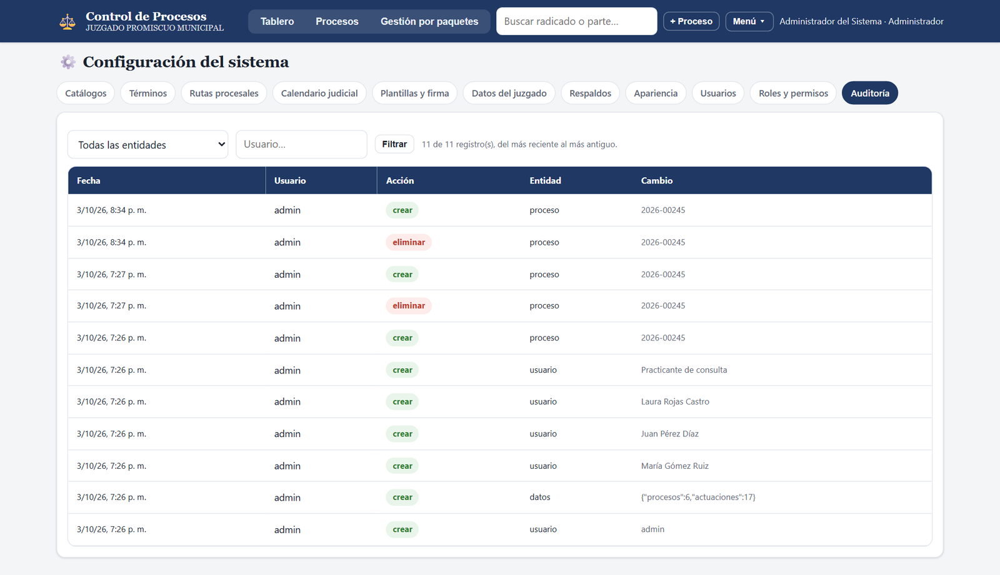 Control de Procesos
JUZGADO PROMISCUO MUNICIPAL
Tablero Procesos Gestión por paquetes
Buscar radicado o parte...
+ Proceso
Menú ▾
Administrador del Sistema · Administrador
Configuración del sistema
Catálogos Términos Rutas procesales Calendario judicial Plantillas y firma Datos del juzgado Respaldos Apariencia Usuarios Roles y permisos Auditoría
Todas las entidades Usuario... Filtrar 11 de 11 registro(s), del más reciente al más antiguo.
Fecha Usuario Acción Entidad Cambio
3/10/26, 8:34 p. m. admin crear proceso 2026-00245
3/10/26, 8:34 p. m. admin eliminar proceso 2026-00245
3/10/26, 7:27 p. m. admin crear proceso 2026-00245
3/10/26, 7:27 p. m. admin eliminar proceso 2026-00245
3/10/26, 7:26 p. m. admin crear proceso 2026-00245
3/10/26, 7:26 p. m. admin crear usuario Practicante de consulta
3/10/26, 7:26 p. m. admin crear usuario Laura Rojas Castro
3/10/26, 7:26 p. m. admin crear usuario Juan Pérez Díaz
3/10/26, 7:26 p. m. admin crear usuario María Gómez Ruiz
3/10/26, 7:26 p. m. admin crear datos {"procesos":6,"actuaciones":17}
3/10/26, 7:26 p. m. admin crear usuario admin